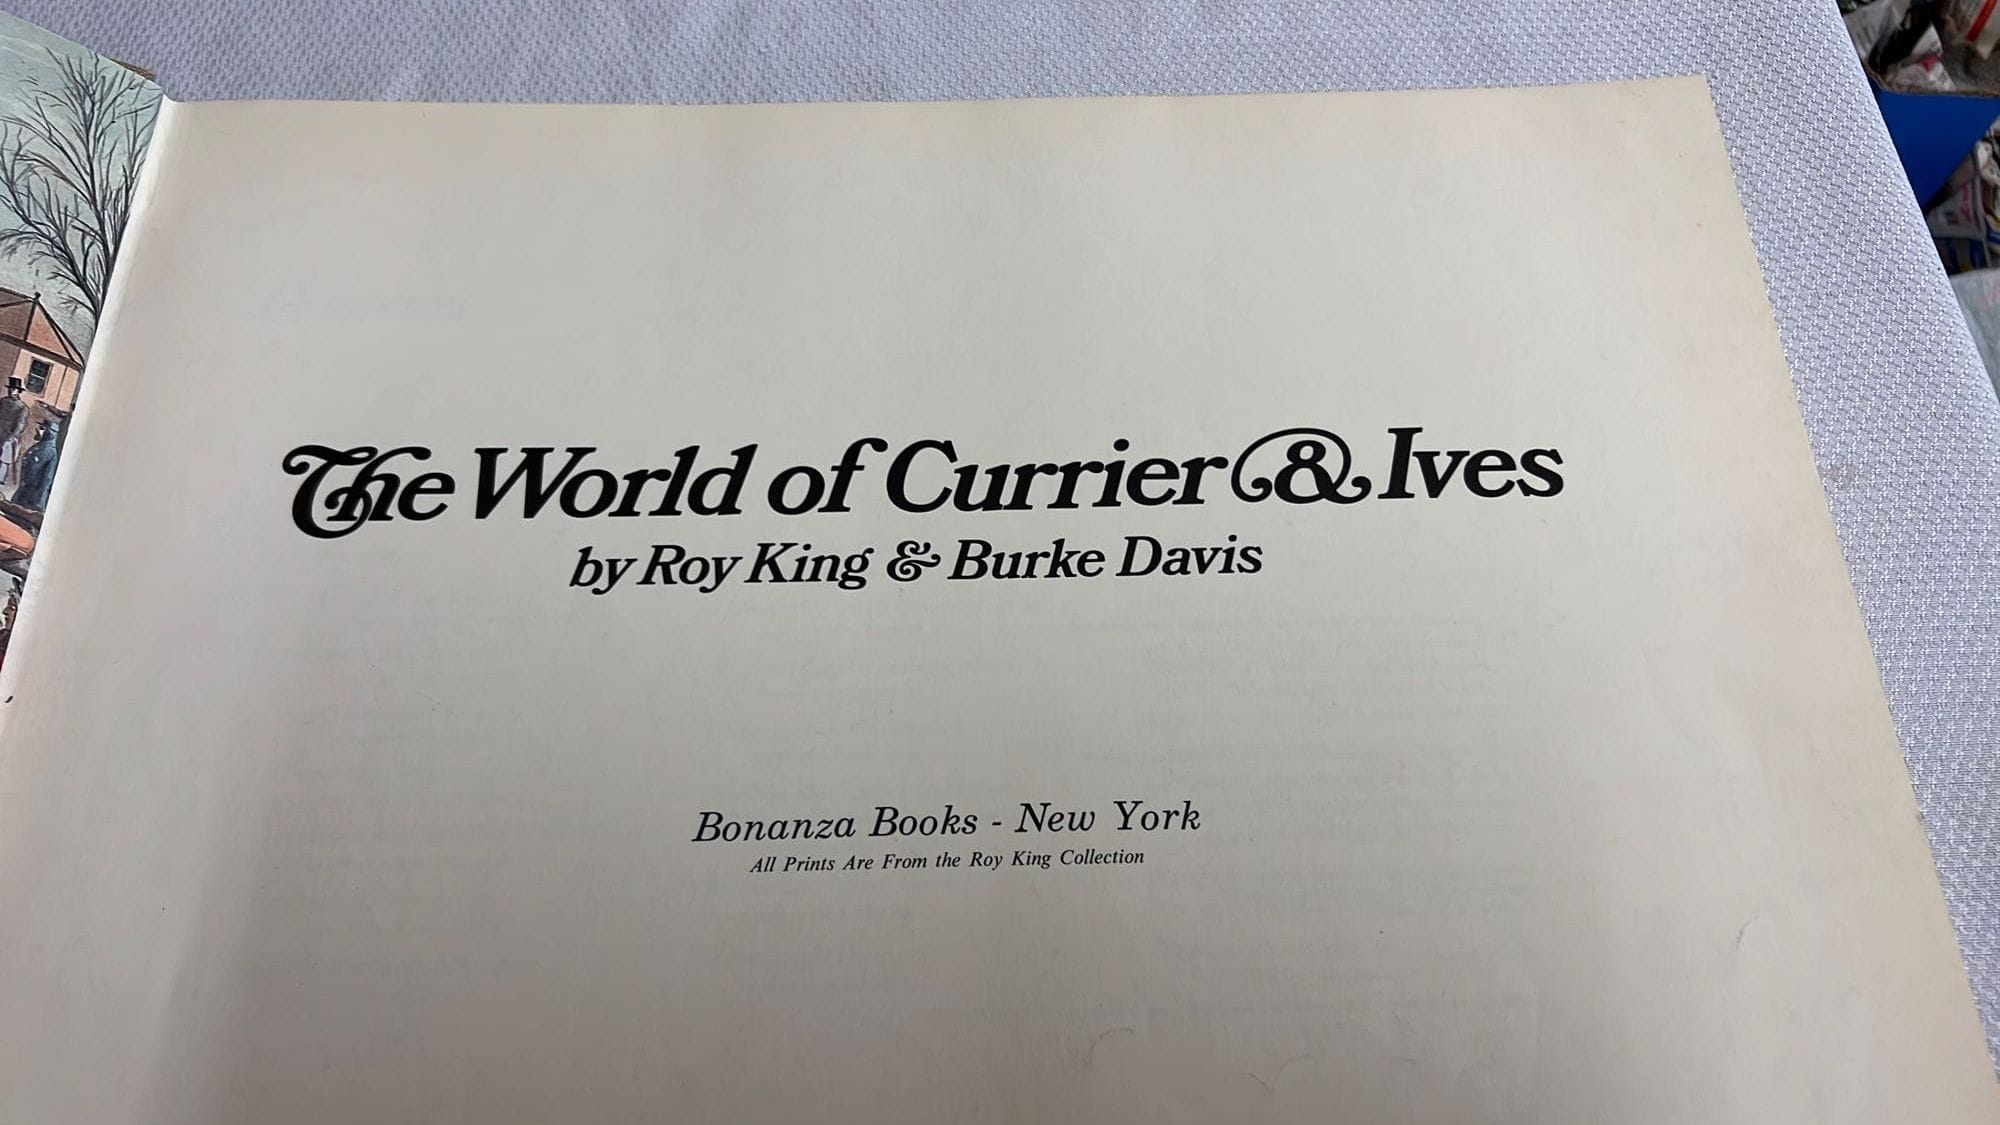 The World of Currier & Ives
by Roy King & Burke Davis
Bonanza Books - New York
All Prints Are From the Roy King Collection